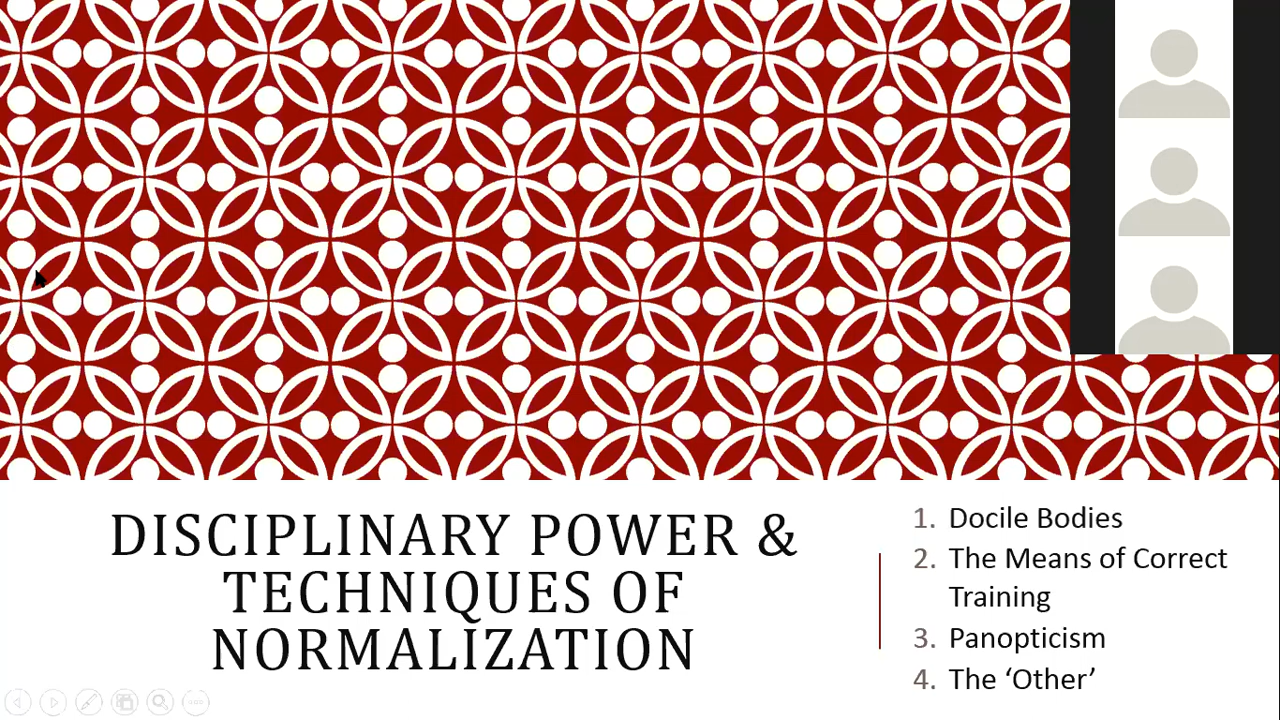 DISCIPLINARY POWER &
TECHNIQUES OF
NORMALIZATION
1. Docile Bodies
2. The Means of Correct
Training
3. Panopticism
4. The ‘Other’